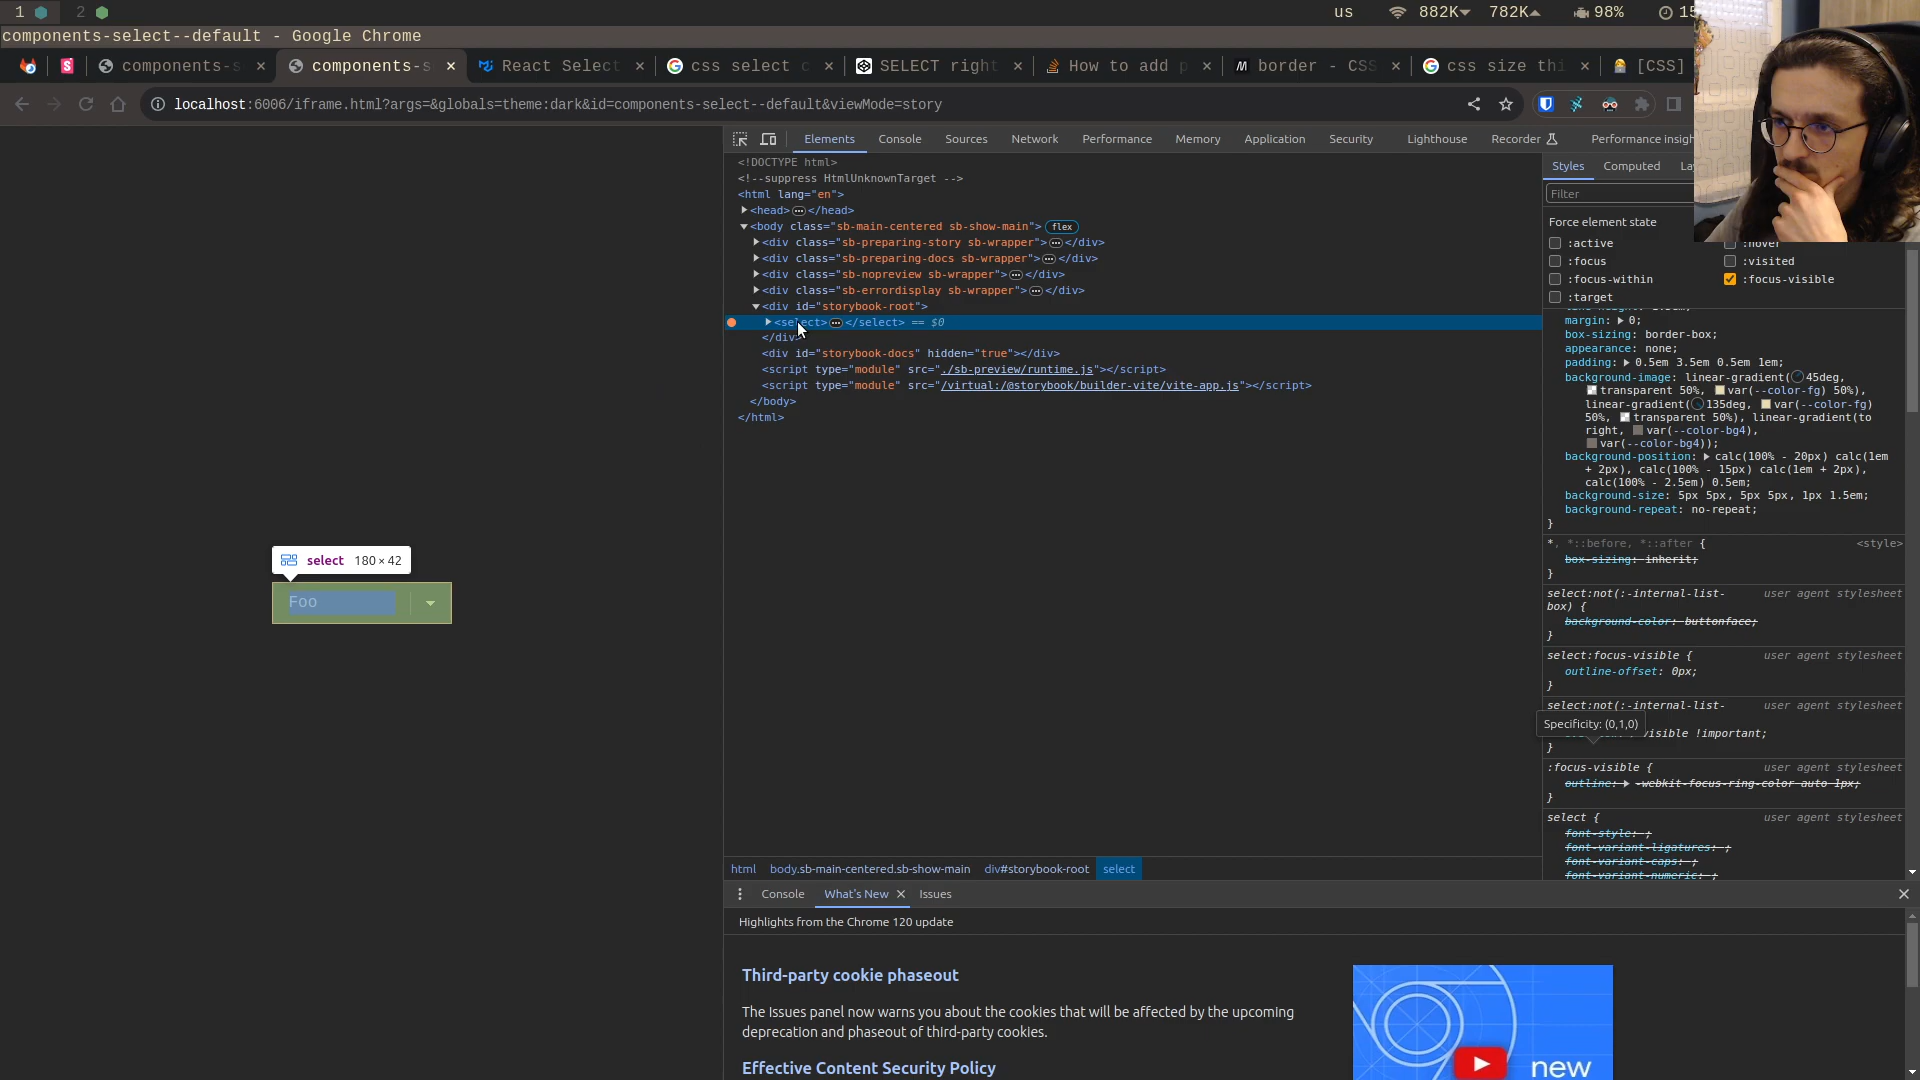 1 2 us 882K 782K 98% 15
components-select--default - Google Chrome
components-s components-s React Select css select c SELECT right How to add p border - CSS css size thi [CSS]
localhost:6006/iframe.html?args=&globals=theme:dark&id=components-select--default&viewMode=story
Elements Console Sources Network Performance Memory Application Security Lighthouse Recorder Performance insigh
<!DOCTYPE html>
<!--suppress HtmlUnknownTarget -->
<html lang="en">
<head> </head>
<body class="sb-main-centered sb-show-main"> flex
<div class="sb-preparing-story sb-wrapper"> </div>
<div class="sb-preparing-docs sb-wrapper"> </div>
<div class="sb-nopreview sb-wrapper"> </div>
<div class="sb-errordisplay sb-wrapper"> </div>
<div id="storybook-root">
<select> </select> == $0
</div>
<div id="storybook-docs" hidden="true"></div>
<script type="module" src="./sb-preview/runtime.js"></script>
<script type="module" src="/virtual:/@storybook/builder-vite/vite-app.js"></script>
</body>
</html>
select 180 × 42
Foo
Styles Computed La
Filter
Force element state
:active :hover
:focus :visited
:focus-within :focus-visible
:target
margin: 0;
box-sizing: border-box;
appearance: none;
padding: 0.5em 3.5em 0.5em 1em;
background-image: linear-gradient( 45deg,
transparent 50%, var(--color-fg) 50%),
linear-gradient( 135deg, var(--color-fg)
50%, transparent 50%), linear-gradient(to
right, var(--color-bg4),
var(--color-bg4));
background-position: calc(100% - 20px) calc(1em
+ 2px), calc(100% - 15px) calc(1em + 2px),
calc(100% - 2.5em) 0.5em;
background-size: 5px 5px, 5px 5px, 1px 1.5em;
background-repeat: no-repeat;
}
*, *::before, *::after { <style>
box-sizing: inherit;
}
select:not(:-internal-list- user agent stylesheet
box) {
background-color: buttonface;
}
select:focus-visible { user agent stylesheet
outline-offset: 0px;
}
select:not(:-internal-list- user agent stylesheet
Specificity: (0,1,0)
visible !important;
}
:focus-visible { user agent stylesheet
outline: -webkit-focus-ring-color auto 1px;
}
select { user agent stylesheet
font-style: ;
font-variant-ligatures: ;
font-variant-caps: ;
font-variant-numeric: ;
html body.sb-main-centered.sb-show-main div#storybook-root select
Console What's New Issues
Highlights from the Chrome 120 update
Third-party cookie phaseout
The Issues panel now warns you about the cookies that will be affected by the upcoming
deprecation and phaseout of third-party cookies.
Effective Content Security Policy
new